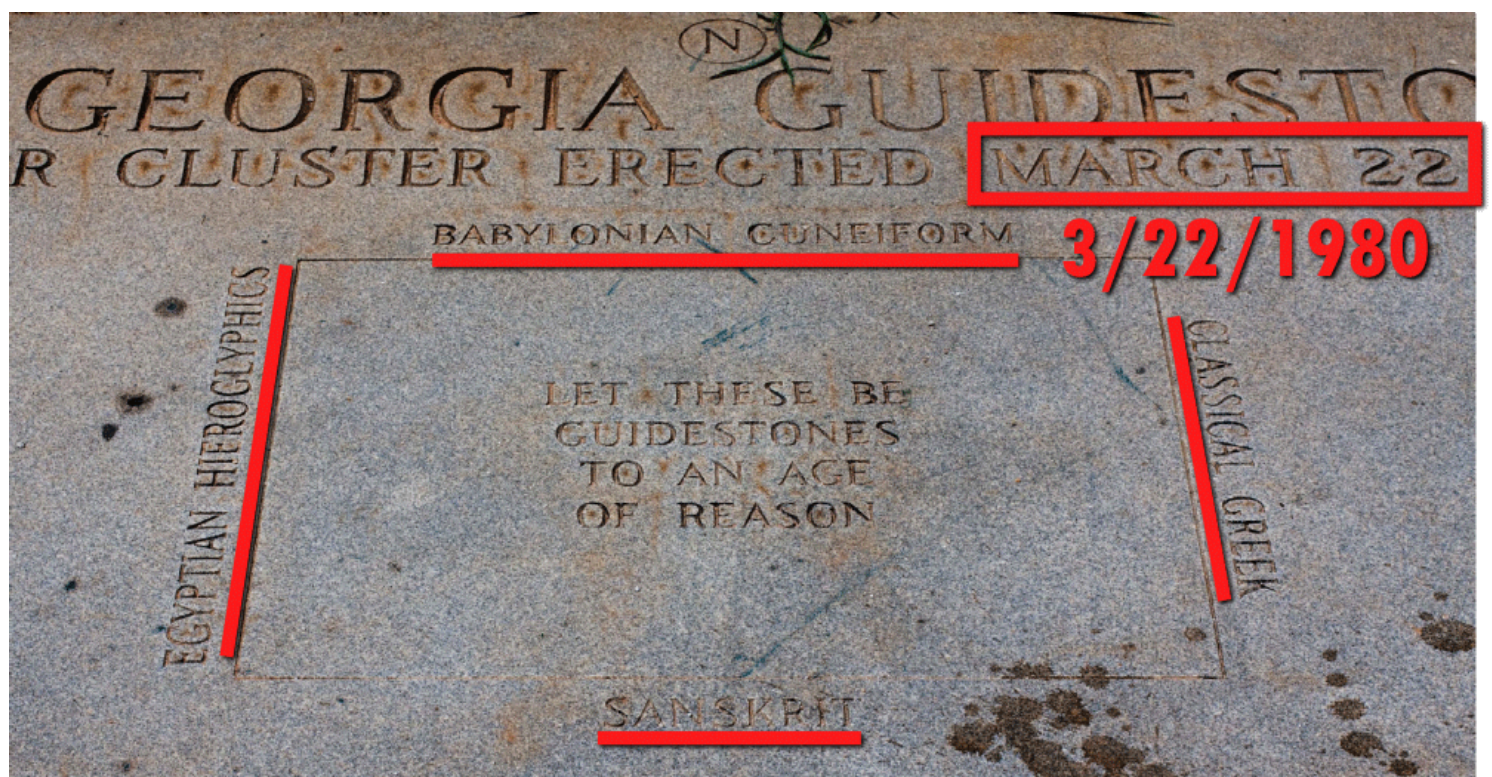 N
GEORGIA GUIDESTO
R CLUSTER ERECTED MARCH 22
3/22/1980
BABYLONIAN CUNEIFORM
EGYPTIAN HIEROGLYPHICS
CLASSICAL GREEK
LET THESE BE
GUIDESTONES
TO AN AGE
OF REASON
SANSKRIT